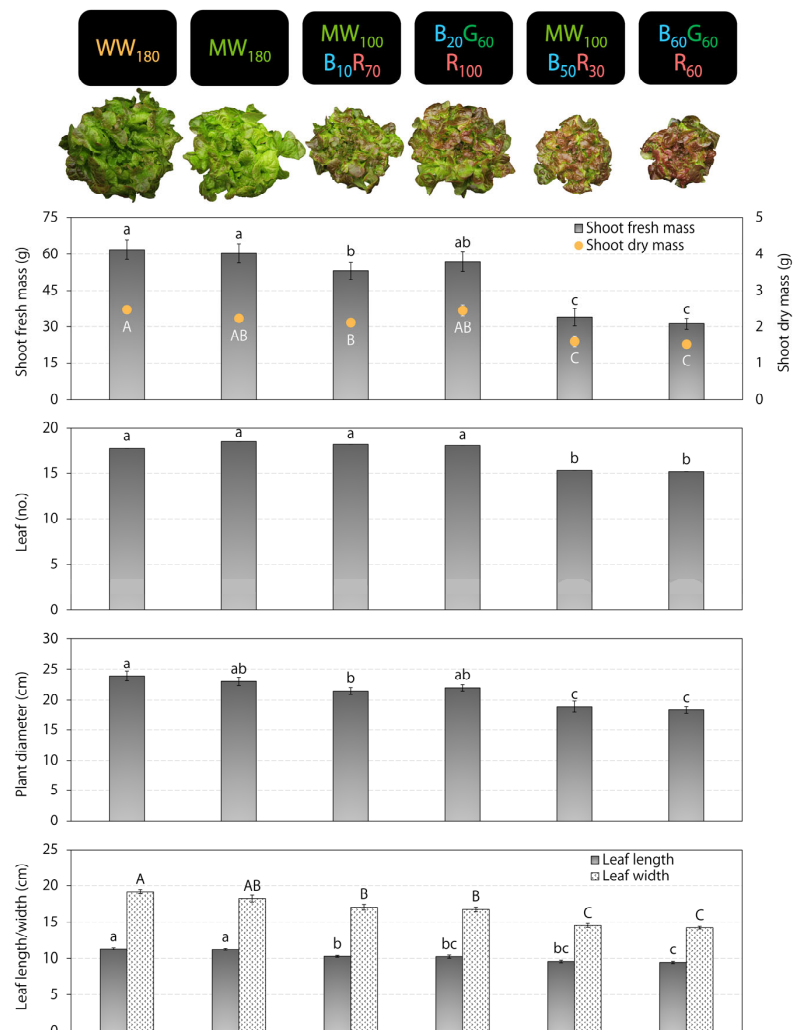 WW180 MW180 MW100 B20G60 MW100 B60G60
B10R70 R100 B50R30 R60
75 5
a a b ab c c
Shoot fresh mass
Shoot dry mass
60 4
45 3
30 2
15 1
0 0
A AB B AB C C
Shoot fresh mass (g)
Shoot dry mass (g)
20
a a a a b b
15
10
5
0
Leaf (no.)
30
a ab b ab c c
25
20
15
10
5
0
Plant diameter (cm)
25
Leaf length
Leaf width
20
A AB B B C C
15
a a b bc bc c
10
5
0
Leaf length/width (cm)